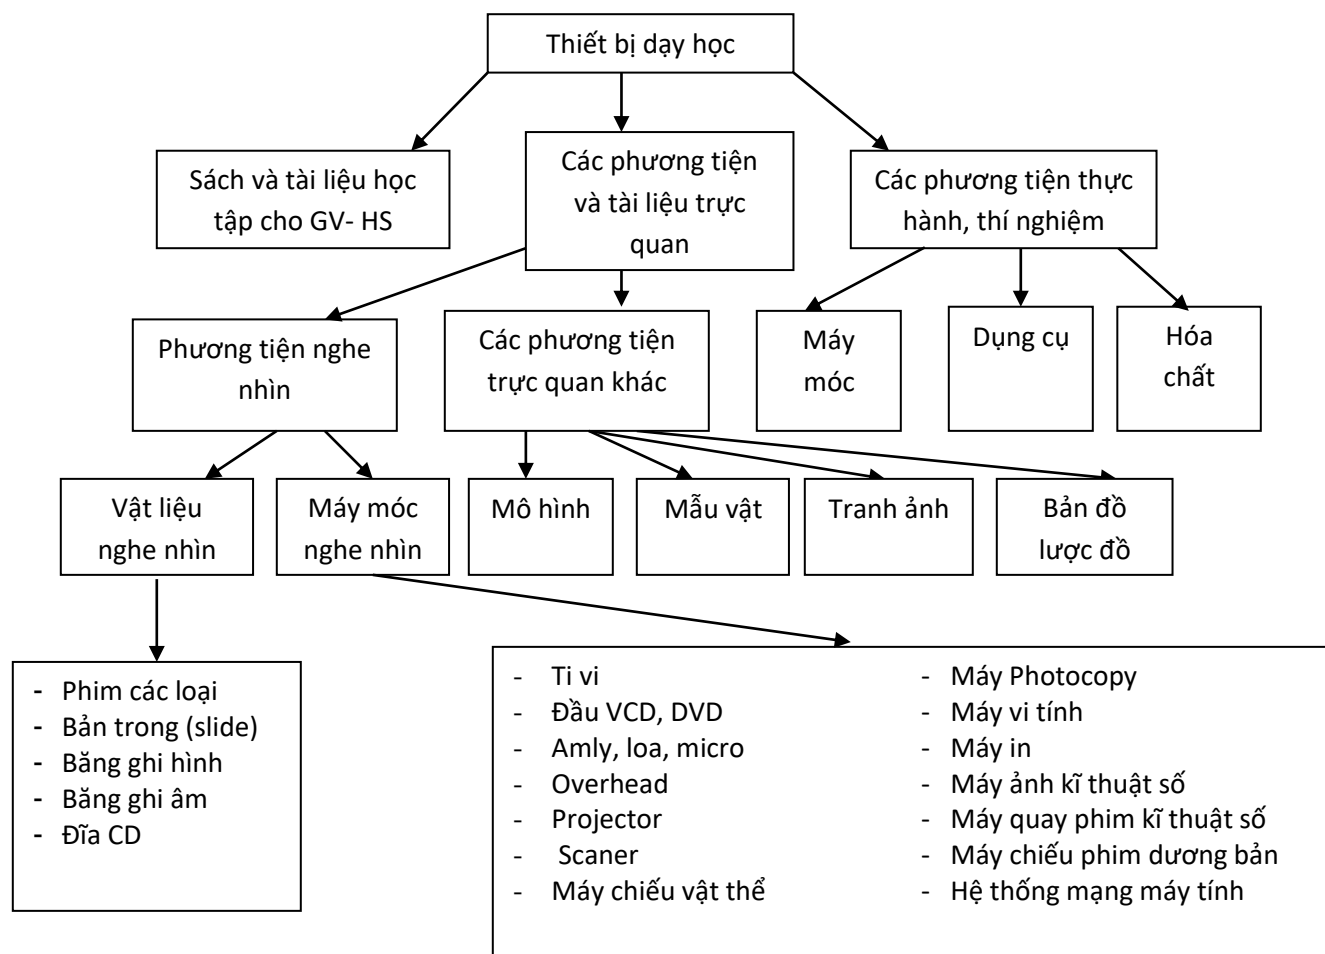 Thiết bị dạy học
Sách và tài liệu học
tập cho GV- HS
Các phương tiện
và tài liệu trực
quan
Các phương tiện thực
hành, thí nghiệm
Phương tiện nghe
nhìn
Các phương tiện
trực quan khác
Máy
móc
Dụng cụ
Hóa
chất
Vật liệu
nghe nhìn
Máy móc
nghe nhìn
Mô hình
Mẫu vật
Tranh ảnh
Bản đồ
lược đồ
- Phim các loại
- Bản trong (slide)
- Băng ghi hình
- Băng ghi âm
- Đĩa CD
- Ti vi
- Đầu VCD, DVD
- Amly, loa, micro
- Overhead
- Projector
- Scaner
- Máy chiếu vật thể
- Máy Photocopy
- Máy vi tính
- Máy in
- Máy ảnh kĩ thuật số
- Máy quay phim kĩ thuật số
- Máy chiếu phim dương bản
- Hệ thống mạng máy tính